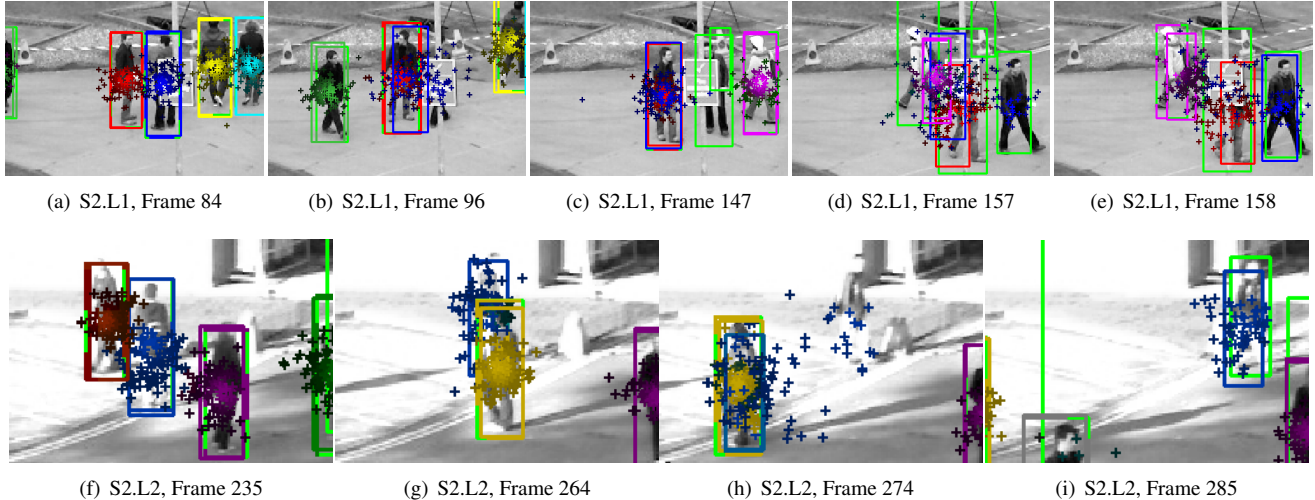 (a) S2.L1, Frame 84
(b) S2.L1, Frame 96
(c) S2.L1, Frame 147
(d) S2.L1, Frame 157
(e) S2.L1, Frame 158
(f) S2.L2, Frame 235
(g) S2.L2, Frame 264
(h) S2.L2, Frame 274
(i) S2.L2, Frame 285